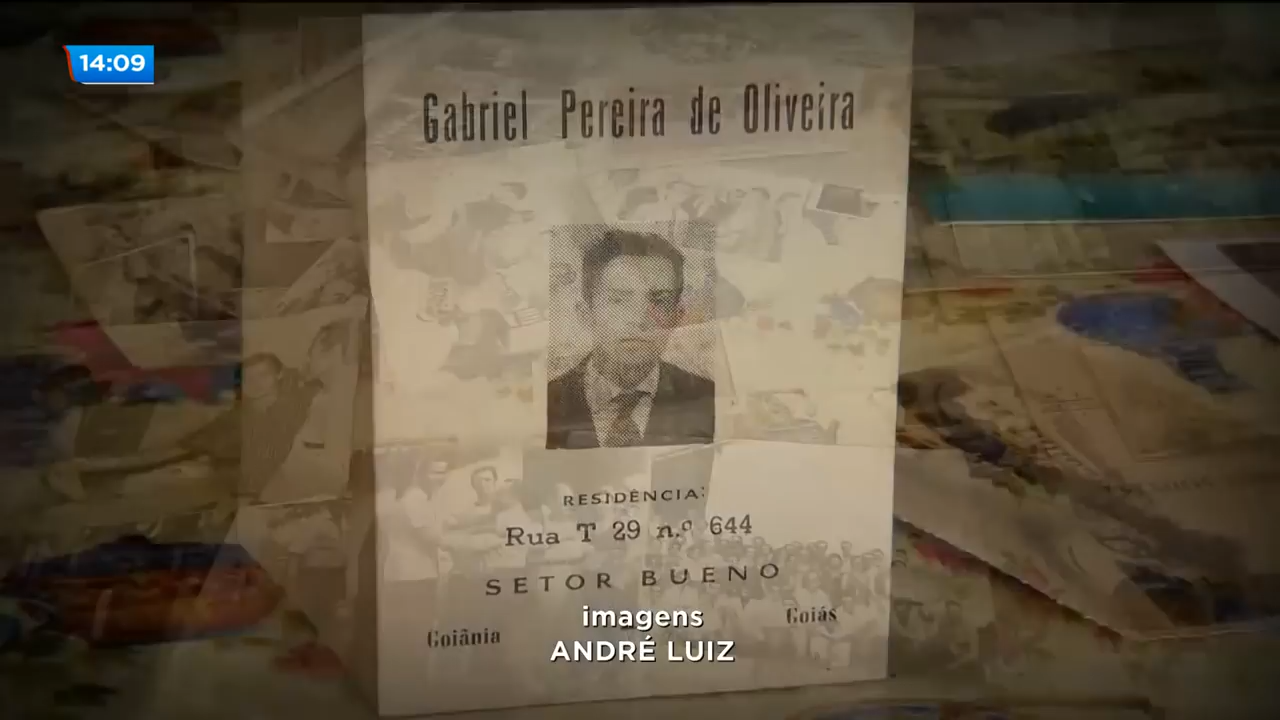 14:09
Gabriel Pereira de Oliveira
RESIDÊNCIA:
Rua T 29 n.º 644
SETOR BUENO
Goiânia
Goiás
imagens
ANDRÉ LUIZ